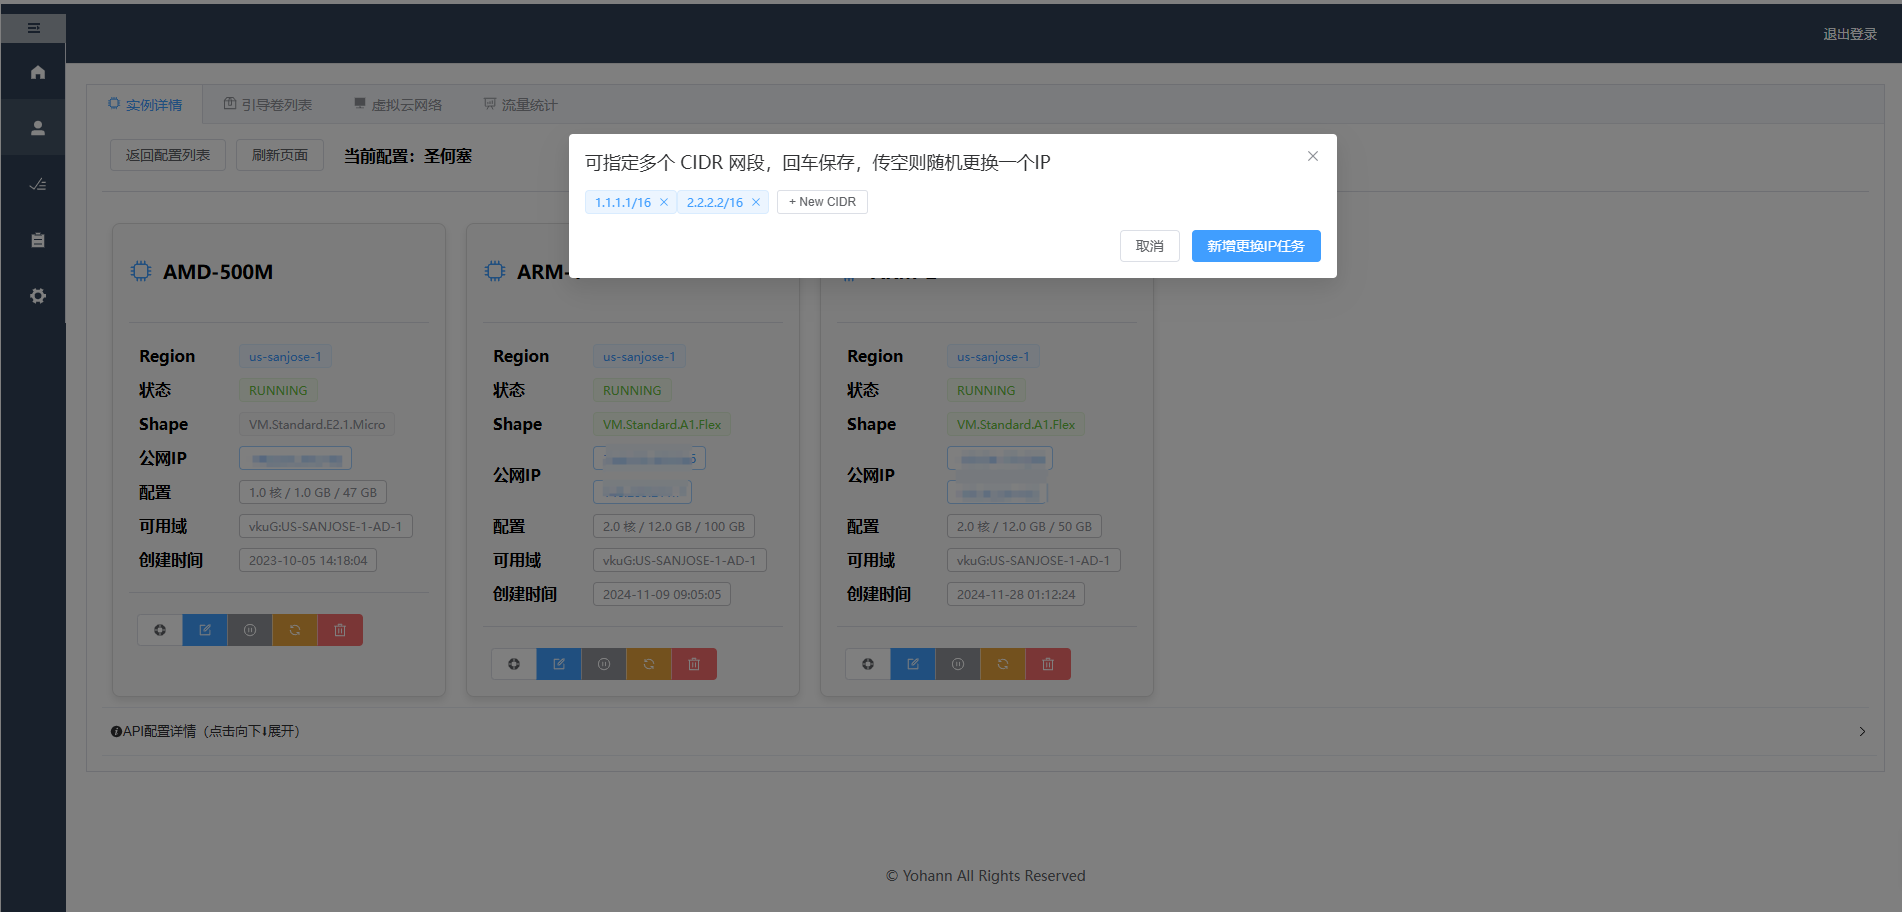 退出登录
实例详情
引导卷列表
虚拟云网络
流量统计
返回配置列表
刷新页面
当前配置：圣何塞
可指定多个 CIDR 网段，回车保存，传空则随机更换一个IP
1.1.1.1/16
2.2.2.2/16
+ New CIDR
取消
新增更换IP任务
AMD-500M
Region
us-sanjose-1
状态
RUNNING
Shape
VM.Standard.E2.1.Micro
公网IP
配置
1.0 核 / 1.0 GB / 47 GB
可用域
vkuG:US-SANJOSE-1-AD-1
创建时间
2023-10-05 14:18:04
ARM-
Region
us-sanjose-1
状态
RUNNING
Shape
VM.Standard.A1.Flex
公网IP
配置
2.0 核 / 12.0 GB / 100 GB
可用域
vkuG:US-SANJOSE-1-AD-1
创建时间
2024-11-09 09:05:05
Region
us-sanjose-1
状态
RUNNING
Shape
VM.Standard.A1.Flex
公网IP
配置
2.0 核 / 12.0 GB / 50 GB
可用域
vkuG:US-SANJOSE-1-AD-1
创建时间
2024-11-28 01:12:24
API配置详情（点击向下⬇展开）
© Yohann All Rights Reserved